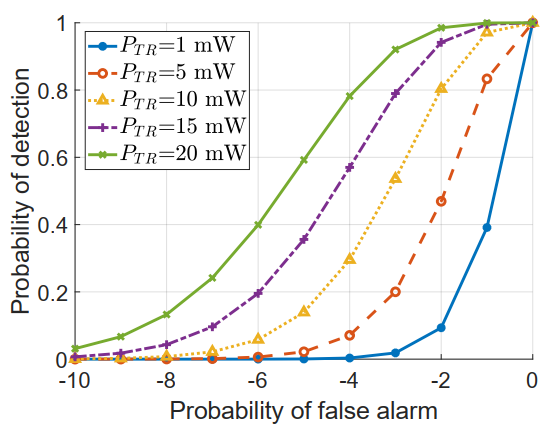 P_TR=1 mW
P_TR=5 mW
P_TR=10 mW
P_TR=15 mW
P_TR=20 mW
Probability of detection
1
0.8
0.6
0.4
0.2
0
-10 -8 -6 -4 -2 0
Probability of false alarm